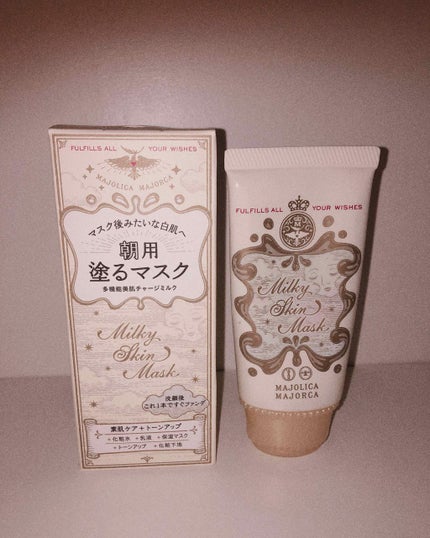 FULFILLS ALL YOUR WISHES
MAJOLICA MAJORCA
マスク後みたいな白肌へ
朝用
塗るマスク
多機能美肌チャージミルク
Milky
Skin
Mask
洗顔後
これ1本ですぐファンデ
素肌ケア+トーンアップ
+化粧水 +乳液 +保湿マスク
+トーンアップ +化粧下地
FULFILLS ALL YOUR WISHES
Milky
Skin
Mask
MAJOLICA
MAJORCA